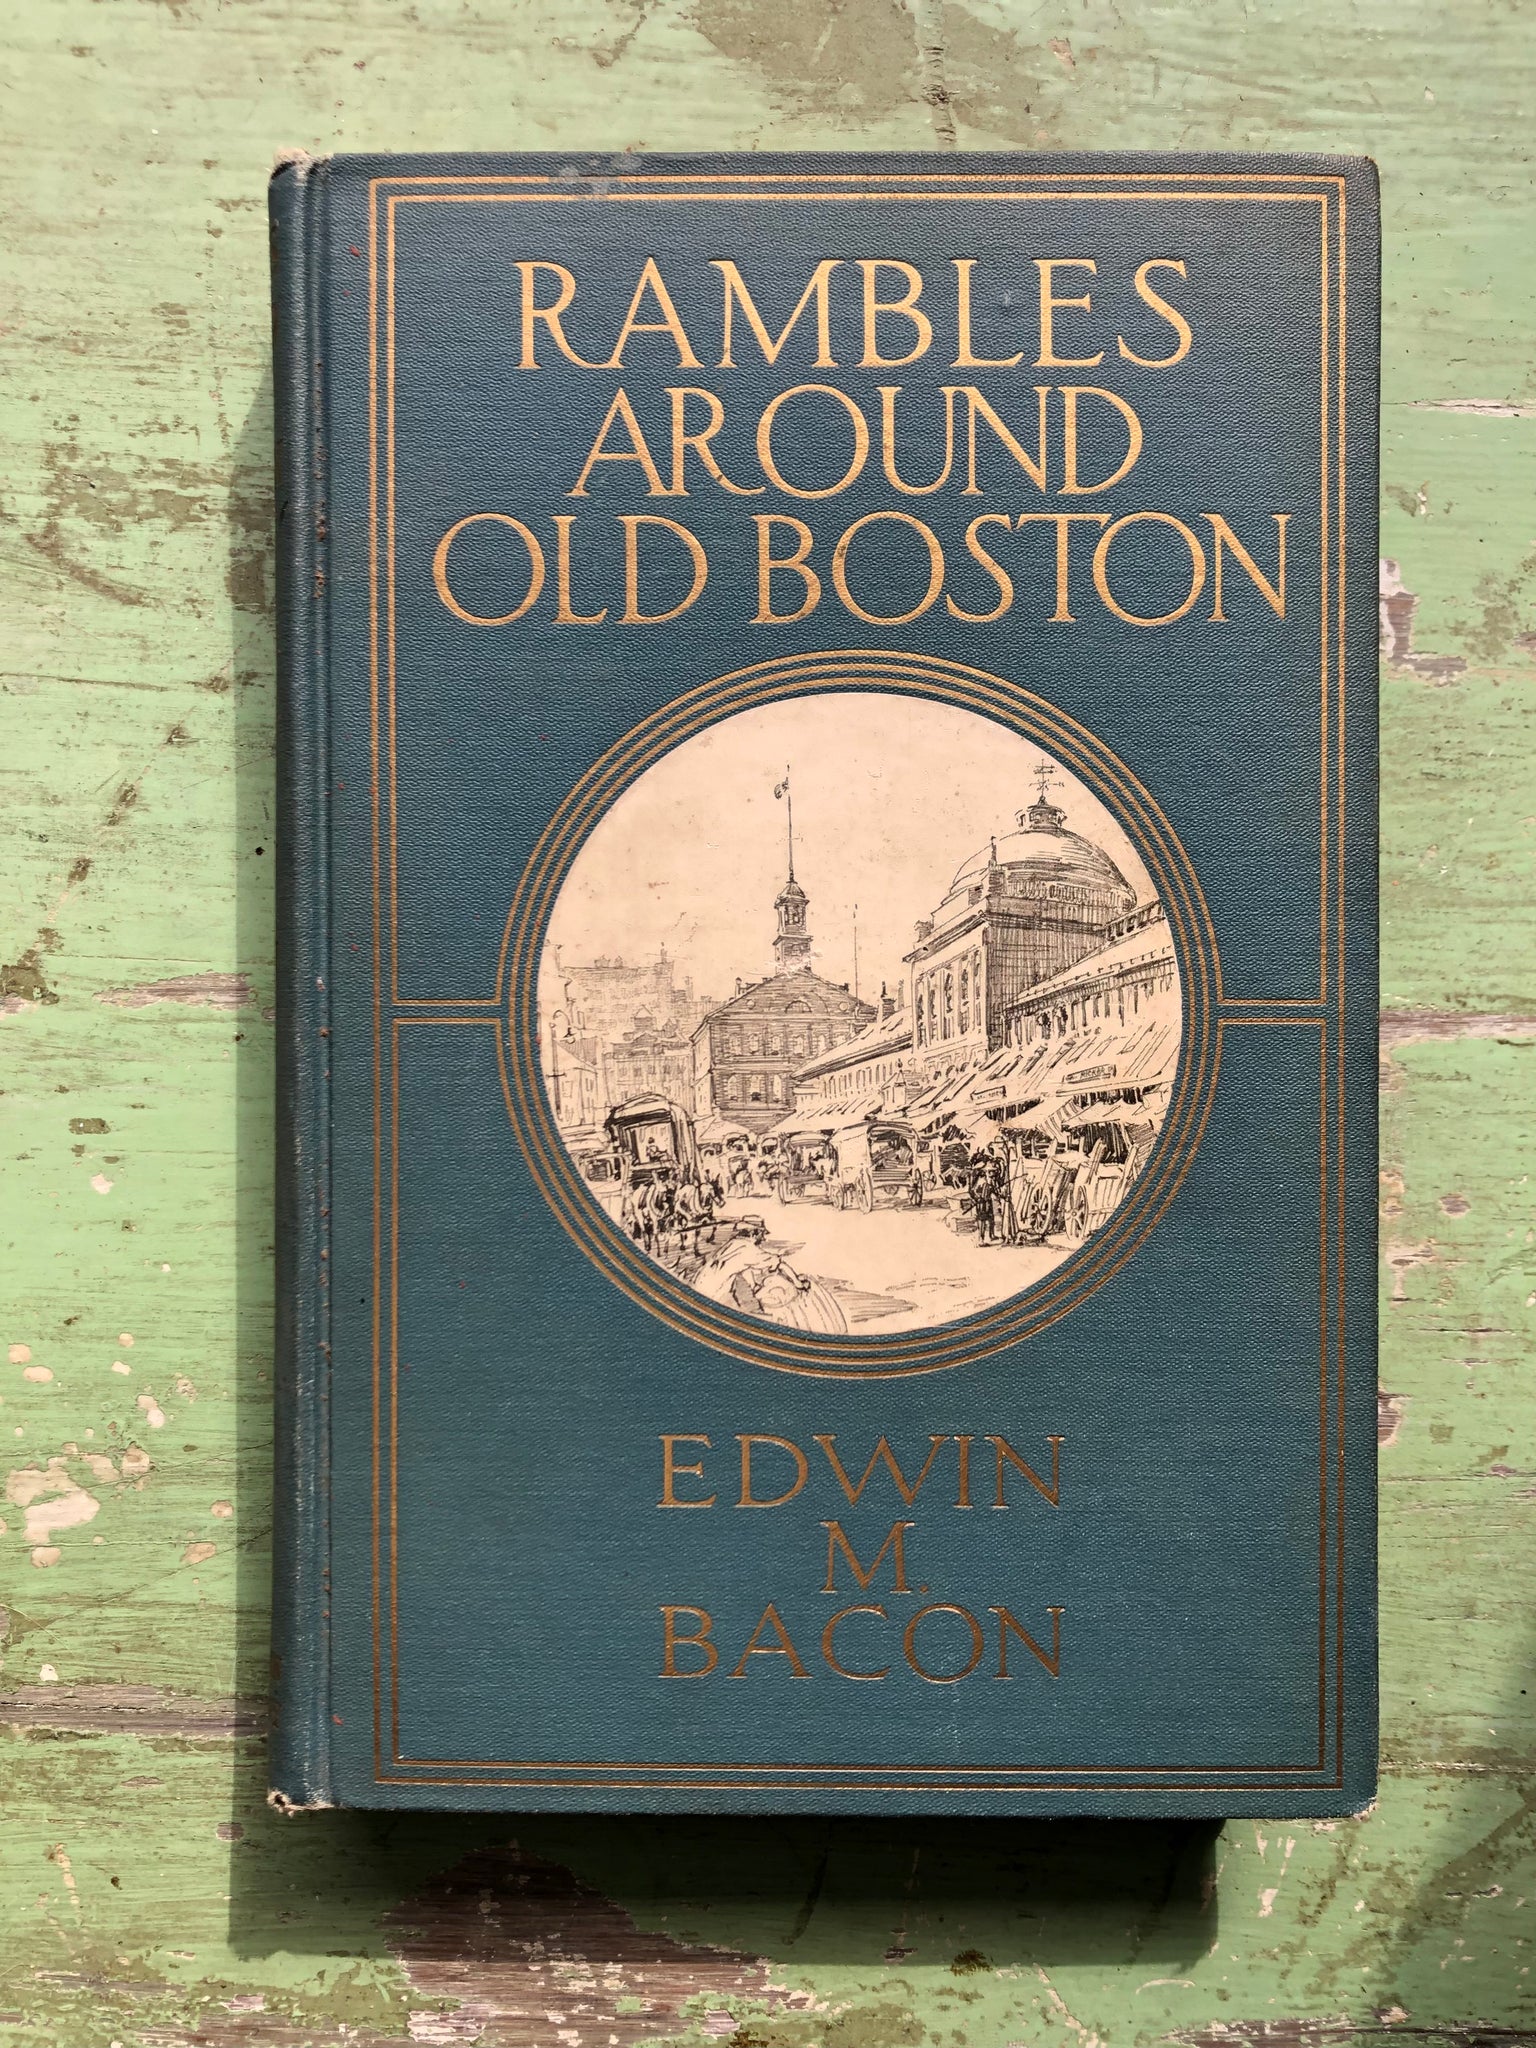 RAMBLES
AROUND
OLD BOSTON
EDWIN
M.
BACON